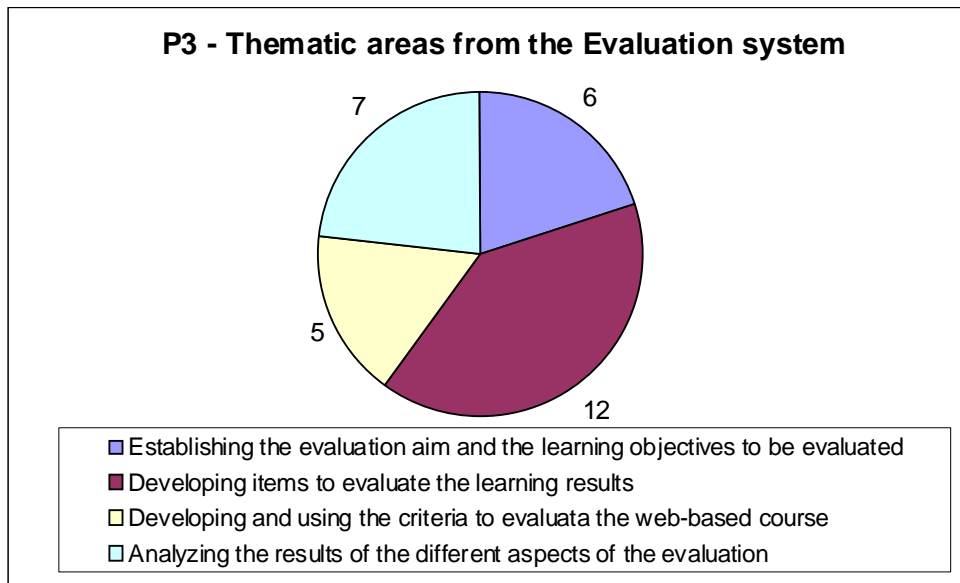 P3 - Thematic areas from the Evaluation system
7
6
5
12
Establishing the evaluation aim and the learning objectives to be evaluated
Developing items to evaluate the learning results
Developing and using the criteria to evaluata the web-based course
Analyzing the results of the different aspects of the evaluation